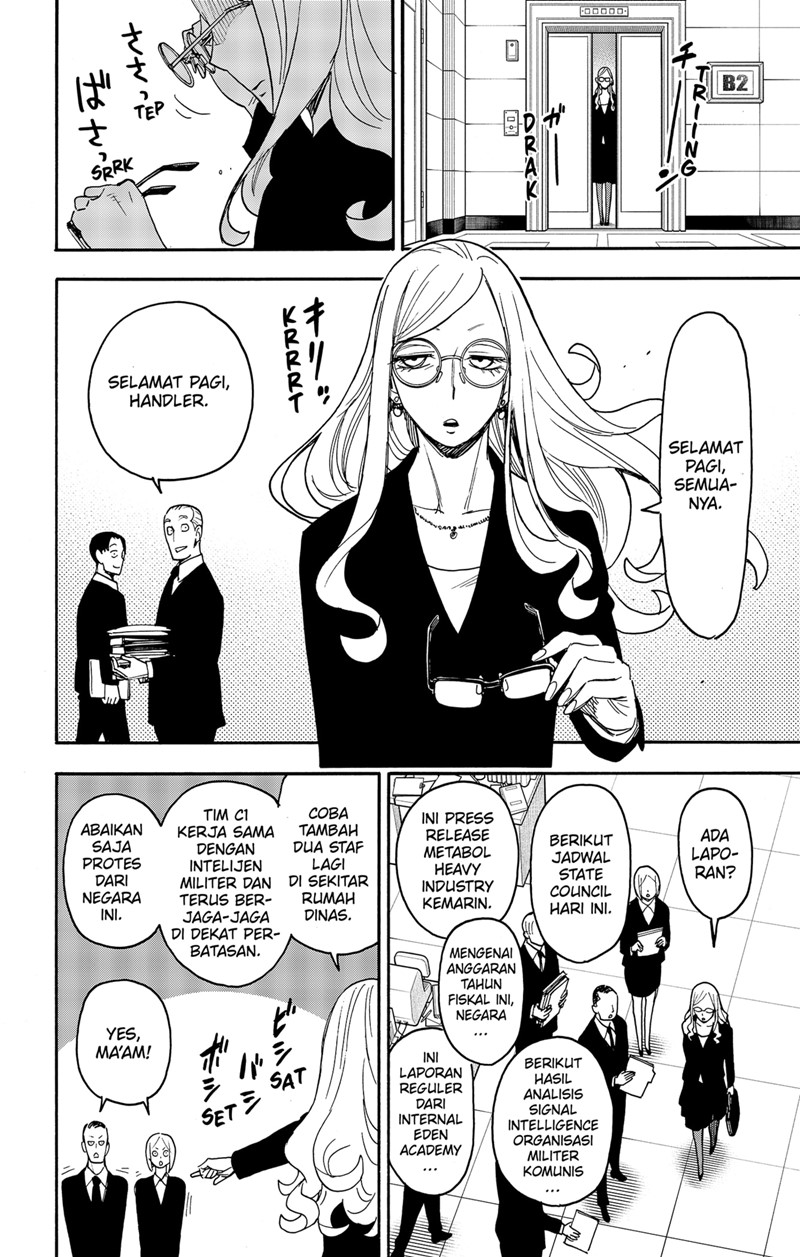 チーン
TRING
B2
ガー
DRAK
ささっ
TEP
ばさっ
SRRK
SELAMAT
PAGI,
SEMUA-
NYA.
キリッ
KRRRT
SELAMAT PAGI,
HANDLER.
ADA
LAPO-
RAN?
BERIKUT
JADWAL
STATE
COUNCIL
HARI INI.
INI PRESS
RELEASE
METABOL
HEAVY
INDUSTRY
KEMARIN.
MENGENAI
ANGGARAN
TAHUN
FISKAL INI,
NEGARA
...
BERIKUT
HASIL
ANALISIS
SIGNAL
INTELLIGENCE
ORGANISASI
MILITER
KOMUNIS
...
INI
LAPORAN
REGULER
DARI
INTERNAL
EDEN
ACADEMY
...
COBA
TAMBAH
DUA STAF
LAGI
DI SEKITAR
RUMAH
DINAS.
TIM C1
KERJA SAMA
DENGAN
INTELIJEN
MILITER DAN
TERUS BER-
JAGA-JAGA
DI DEKAT PER-
BATASAN.
ABAIKAN
SAJA
PROTES
DARI
NEGARA
INI.
ビシ
SAT
バ
ボシ
SET
YES,
MA'AM!